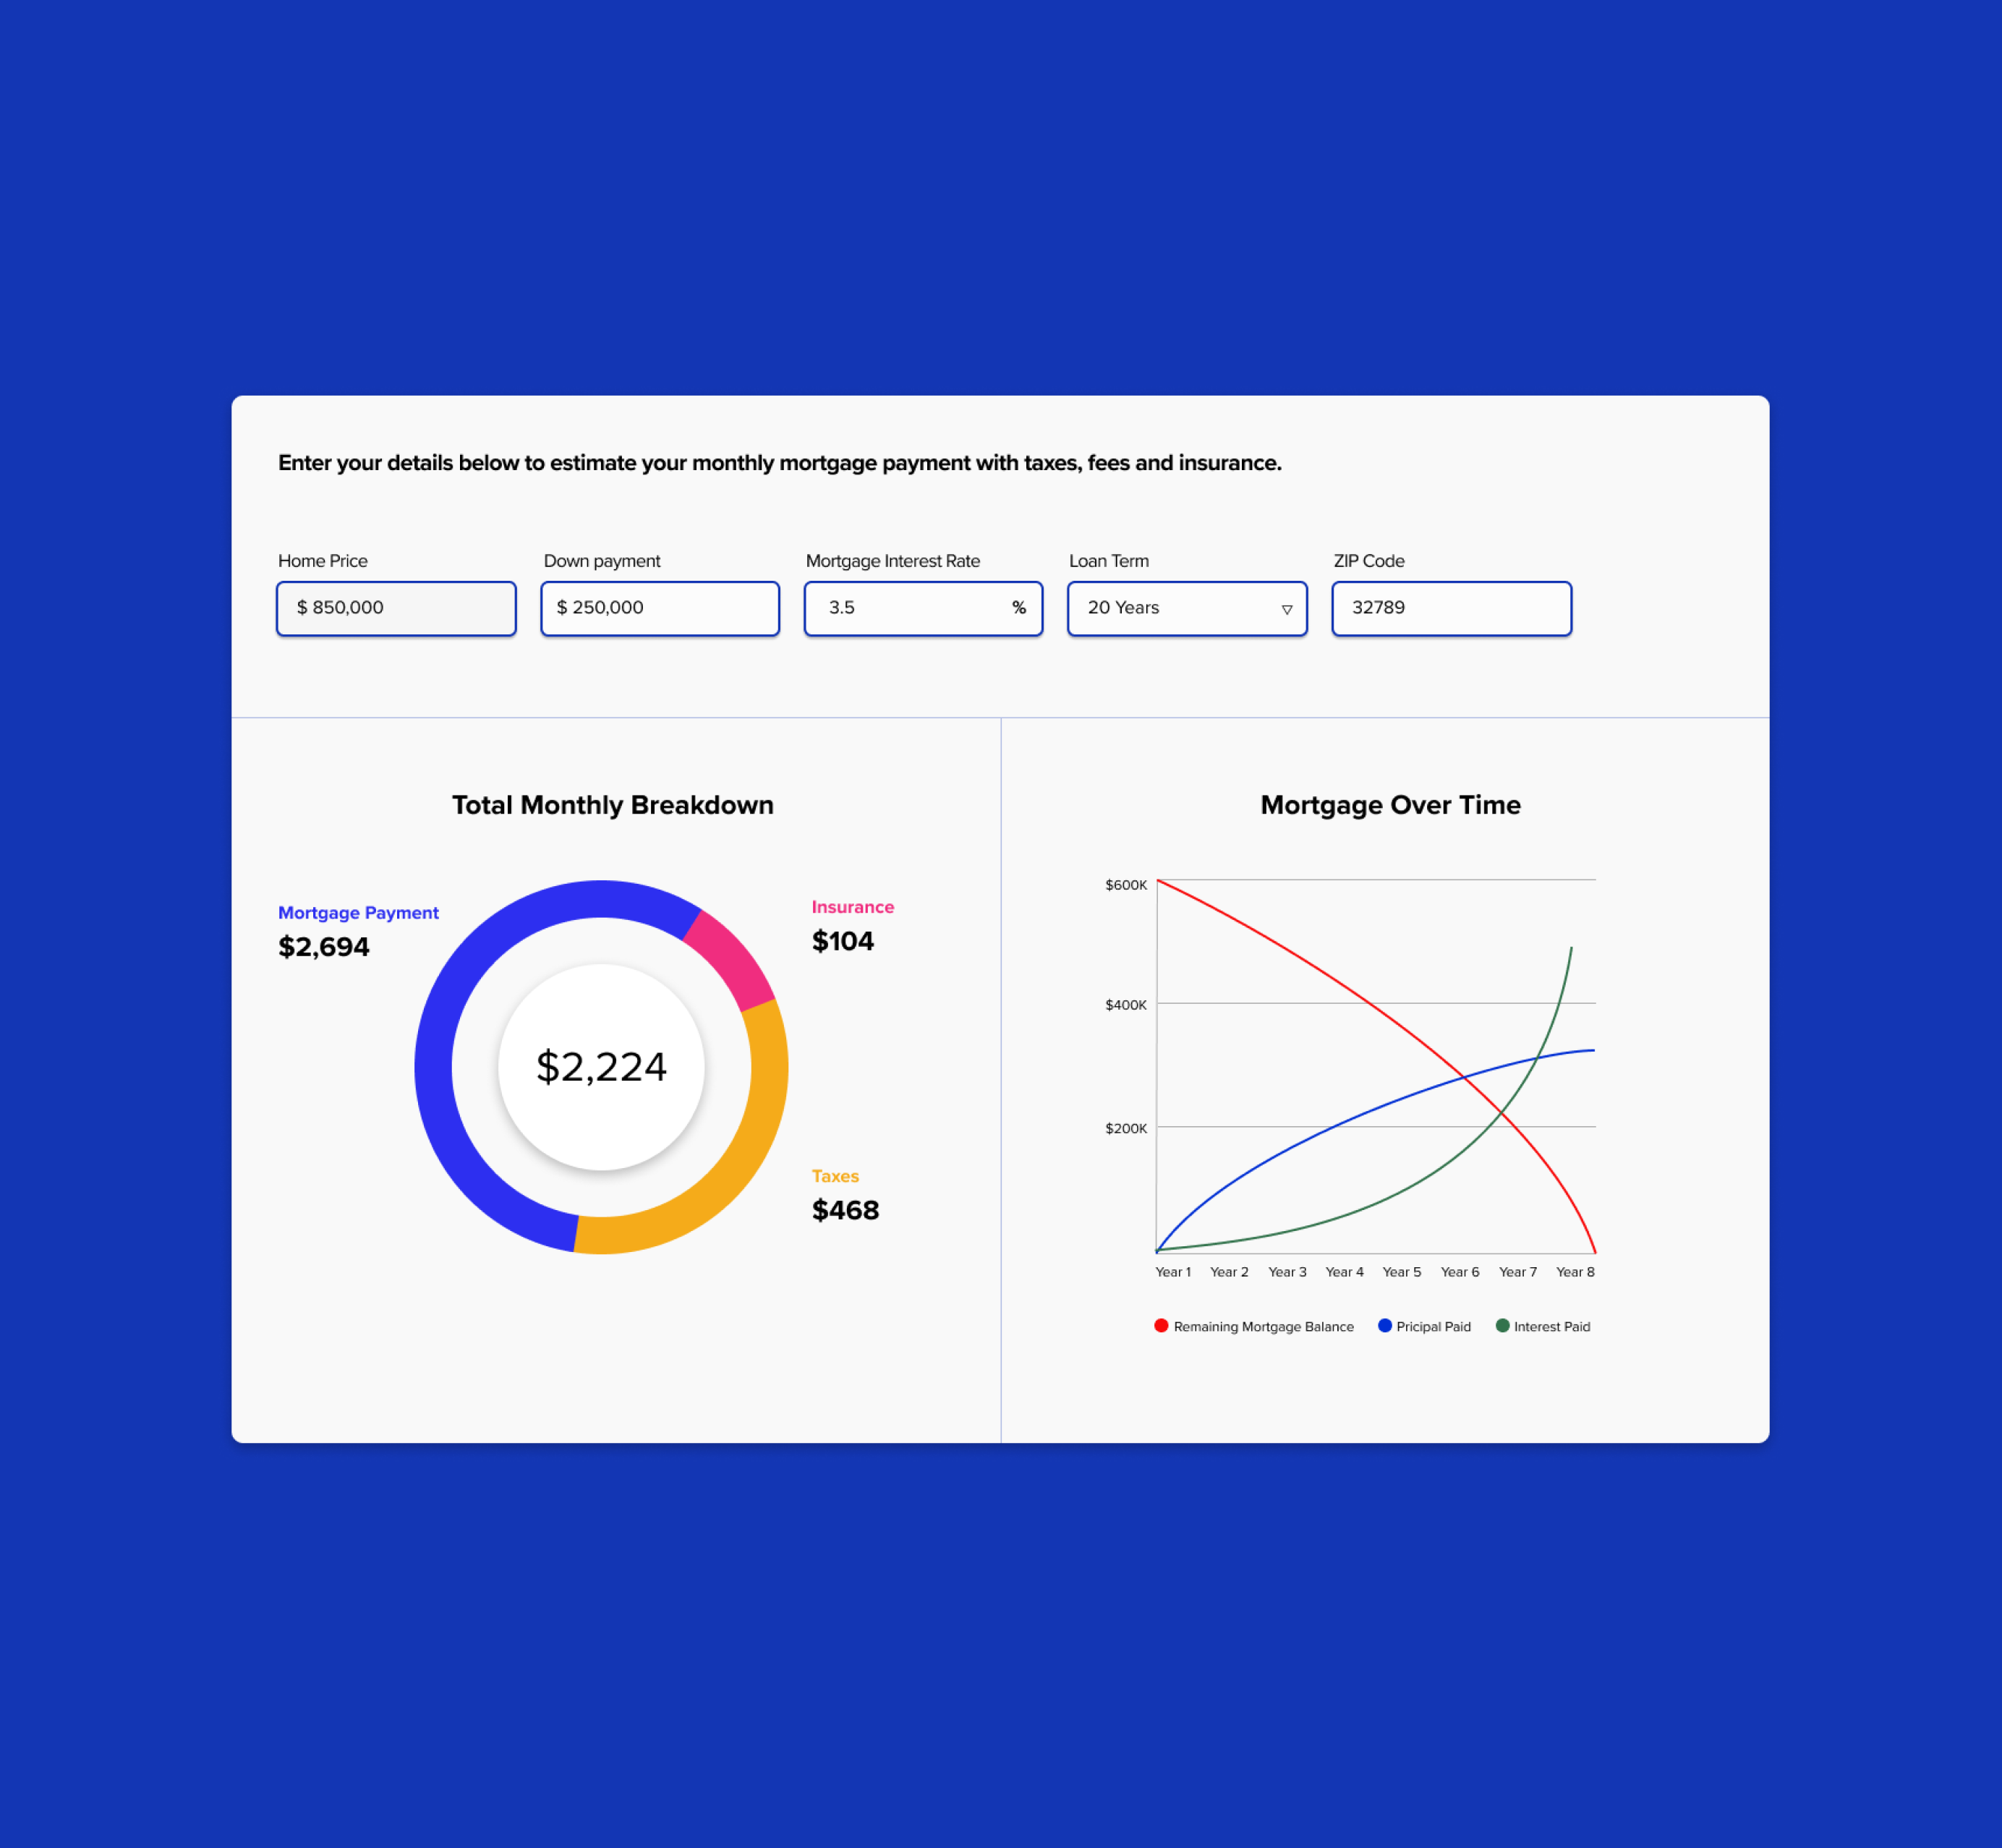 Enter your details below to estimate your monthly mortgage payment with taxes, fees and insurance.
Home Price
Down payment
Mortgage Interest Rate
Loan Term
ZIP Code
$ 850,000
$ 250,000
3.5 %
20 Years
32789
Total Monthly Breakdown
Mortgage Payment
$2,694
Insurance
$104
$2,224
Taxes
$468
Mortgage Over Time
$600K
$400K
$200K
Year 1 Year 2 Year 3 Year 4 Year 5 Year 6 Year 7 Year 8
Remaining Mortgage Balance Pricipal Paid Interest Paid